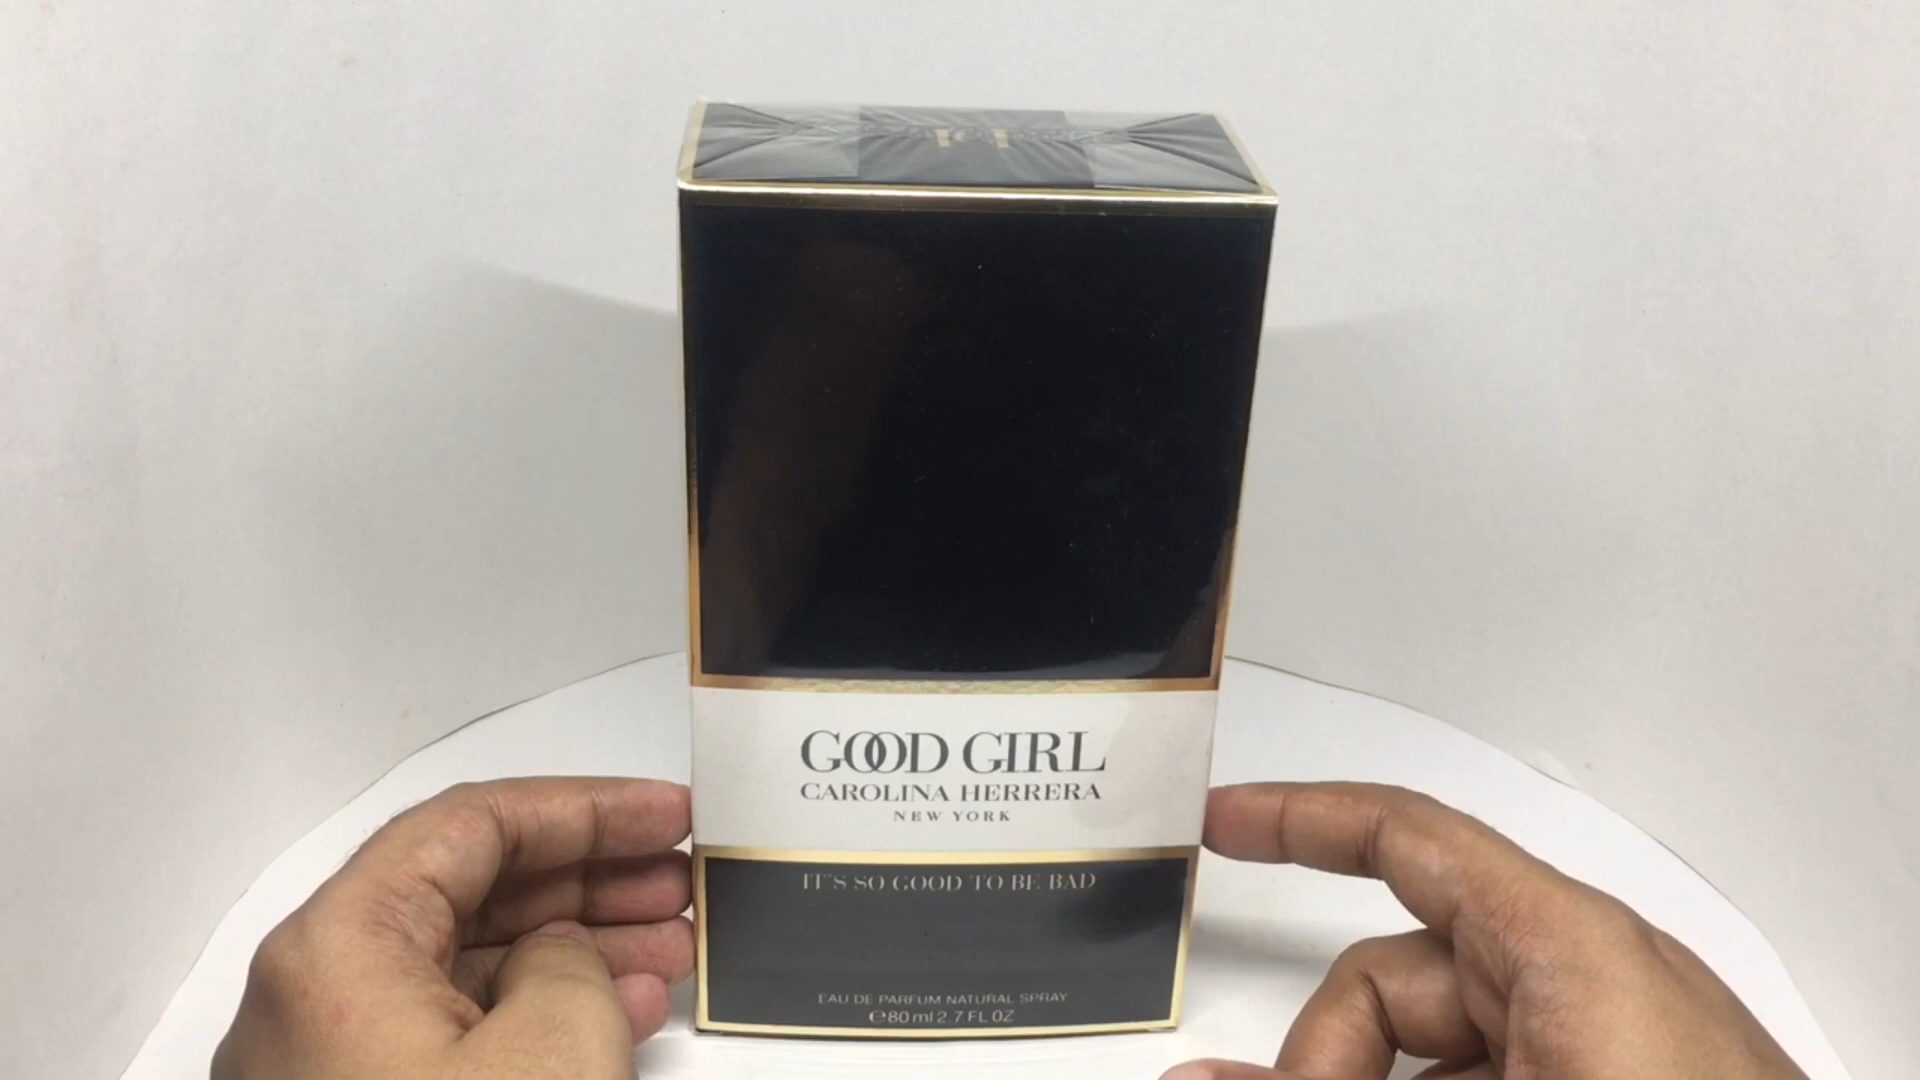 GOOD GIRL
CAROLINA HERRERA
NEW YORK
IT'S SO GOOD TO BE BAD
EAU DE PARFUM NATURAL SPRAY
℮80 ml 2.7 FL OZ